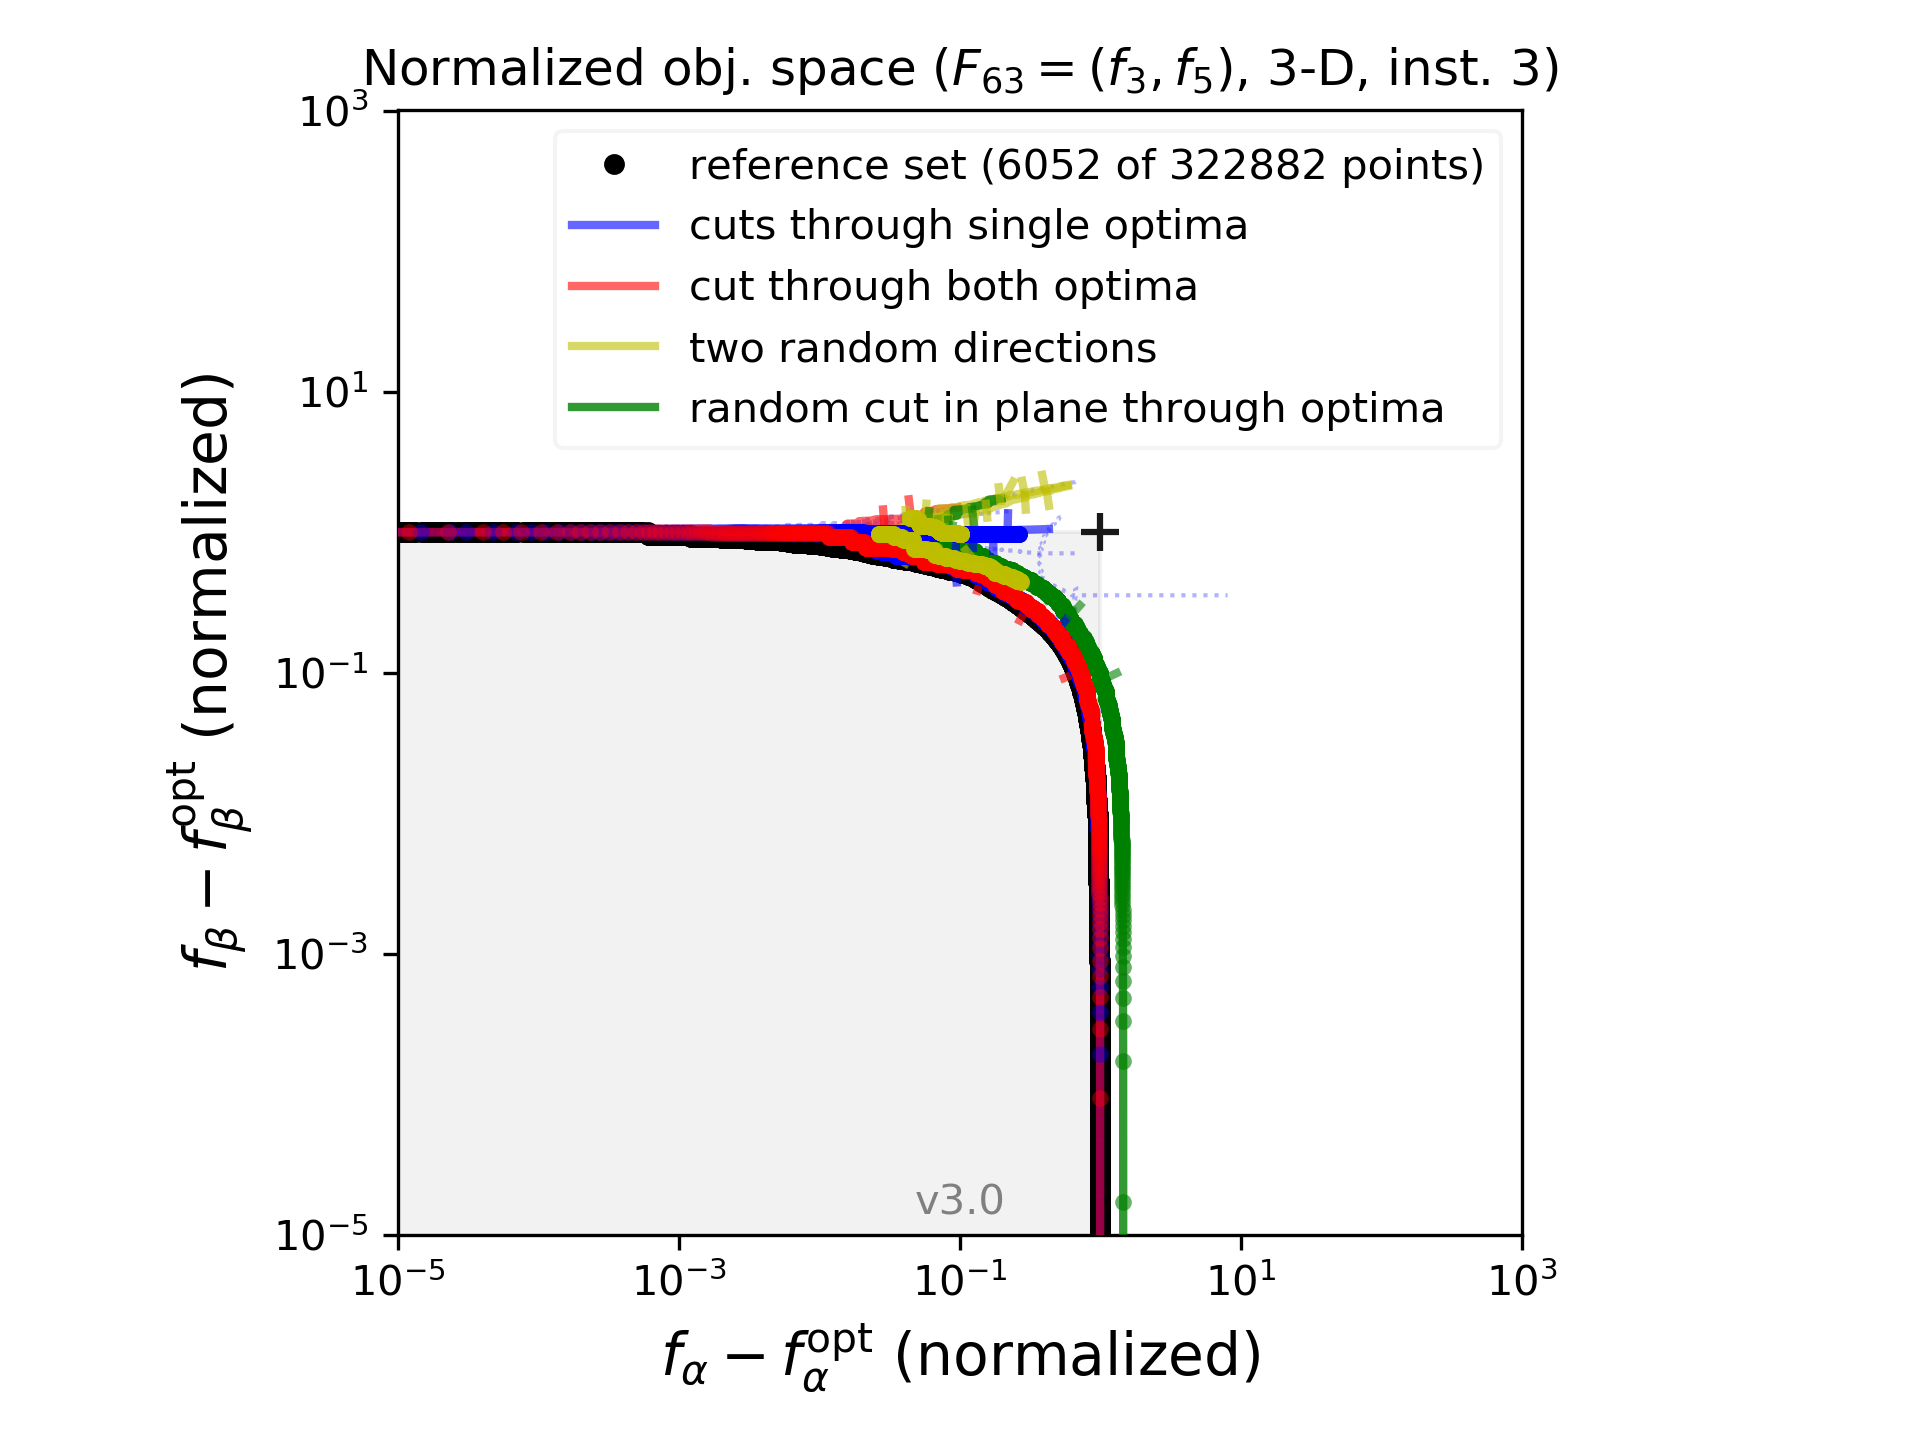 Normalized obj. space (F₆₃ = (f₃, f₅), 3-D, inst. 3)
10³
10¹
10⁻¹
10⁻³
10⁻⁵
f_β − f_β^opt (normalized)
reference set (6052 of 322882 points)
cuts through single optima
cut through both optima
two random directions
random cut in plane through optima
v3.0
10⁻⁵ 10⁻³ 10⁻¹ 10¹ 10³
f_α − f_α^opt (normalized)